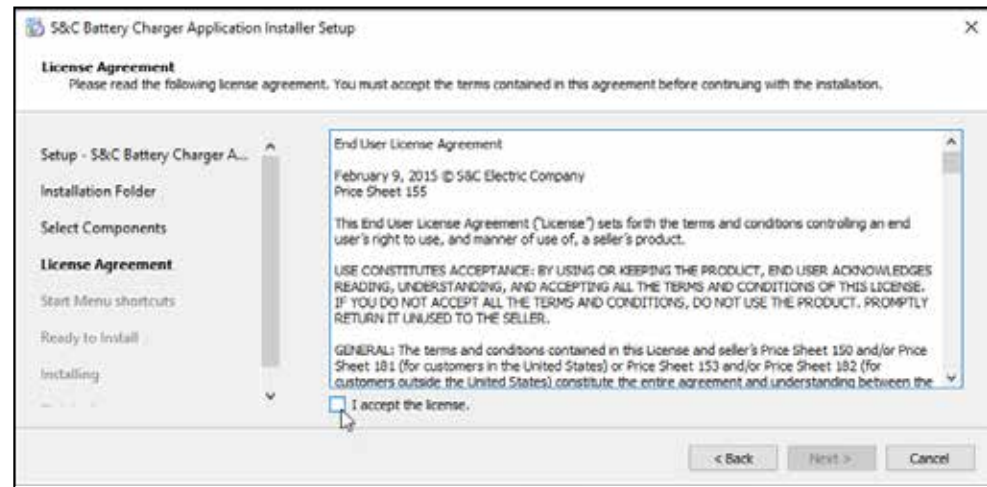 S&C Battery Charger Application Installer Setup
License Agreement
Please read the following license agreement. You must accept the terms contained in this agreement before continuing with the installation.
Setup - S&C Battery Charger A...
Installation Folder
Select Components
License Agreement
Start Menu shortcuts
Ready to Install
Installing
End User License Agreement
February 9, 2015 © S&C Electric Company
Price Sheet 155
This End User License Agreement ("License") sets forth the terms and conditions controlling an end
user's right to use, and manner of use of, a seller's product.
USE CONSTITUTES ACCEPTANCE: BY USING OR KEEPING THE PRODUCT, END USER ACKNOWLEDGES
READING, UNDERSTANDING, AND ACCEPTING ALL THE TERMS AND CONDITIONS OF THIS LICENSE.
IF YOU DO NOT ACCEPT ALL THE TERMS AND CONDITIONS, DO NOT USE THE PRODUCT. PROMPTLY
RETURN IT UNUSED TO THE SELLER.
GENERAL: The terms and conditions contained in this License and seller's Price Sheet 150 and/or Price
Sheet 181 (for customers in the United States) or Price Sheet 153 and/or Price Sheet 182 (for
customers outside the United States) constitute the entire agreement and understanding between the
I accept the license.
< Back
Next >
Cancel